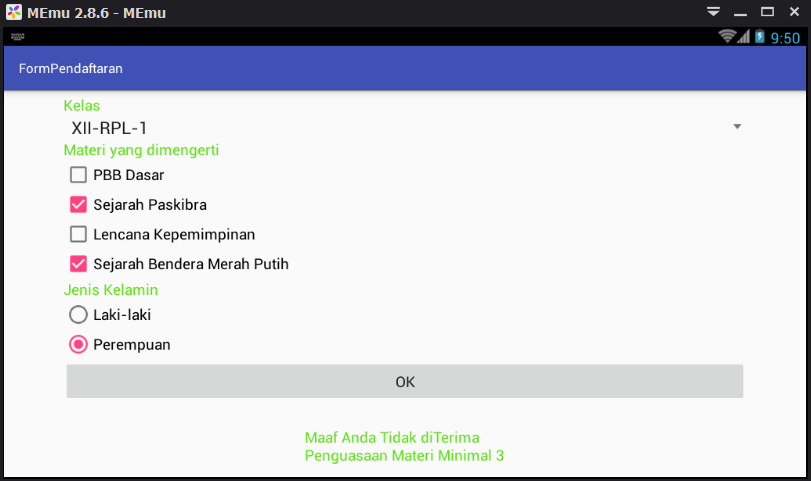 MEmu 2.8.6 - MEmu
9:50
FormPendaftaran
Kelas
XII-RPL-1
Materi yang dimengerti
PBB Dasar
Sejarah Paskibra
Lencana Kepemimpinan
Sejarah Bendera Merah Putih
Jenis Kelamin
Laki-laki
Perempuan
OK
Maaf Anda Tidak diTerima
Penguasaan Materi Minimal 3